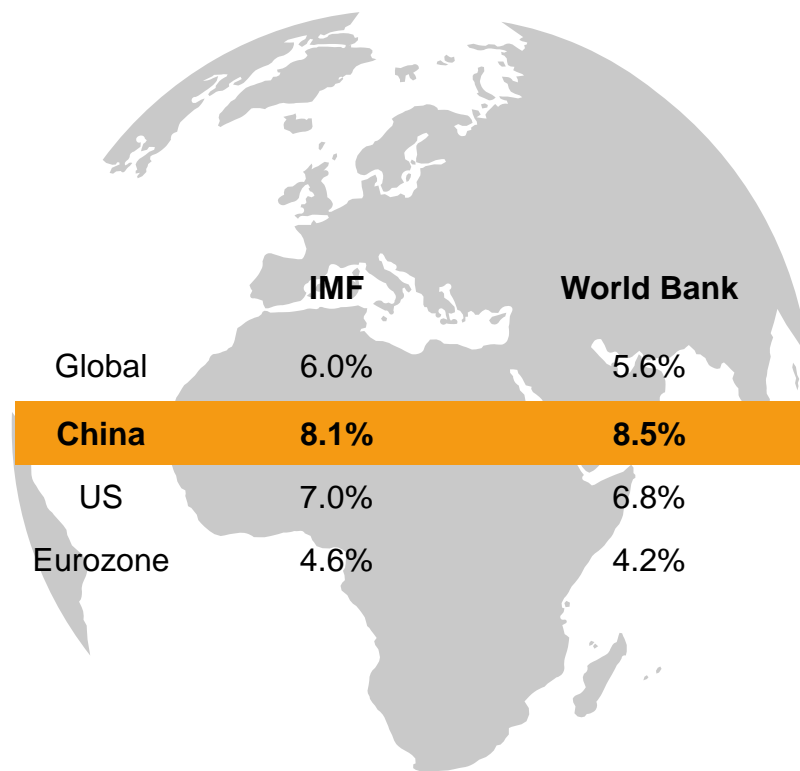 IMF World Bank
Global 6.0% 5.6%
China 8.1% 8.5%
US 7.0% 6.8%
Eurozone 4.6% 4.2%